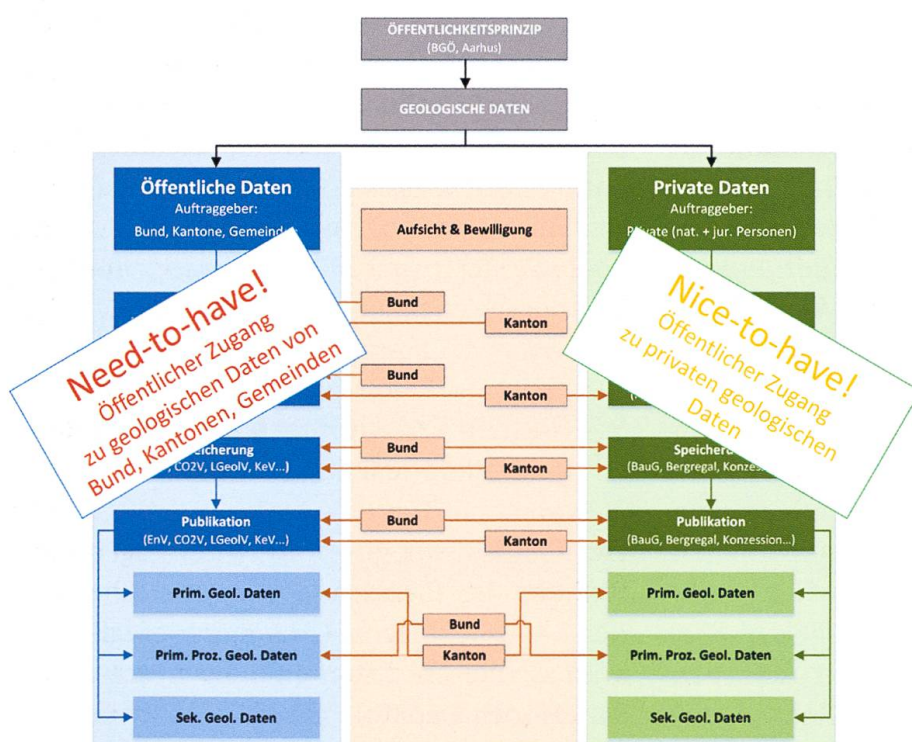 ÖFFENTLICHKEITSPRINZIP
(BGÖ, Aarhus)
GEOLOGISCHE DATEN
Öffentliche Daten
Auftraggeber:
Bund, Kantone, Gemeinden
Aufsicht & Bewilligung
Private Daten
Auftraggeber:
Private (nat. + jur. Personen)
Need-to-have!
Öffentlicher Zugang
zu geologischen Daten von
Bund, Kantonen, Gemeinden
Nice-to-have!
Öffentlicher Zugang
zu privaten geologischen
Daten
Bund
Kanton
Bund
Kanton
CO2V, LGeolV, KeV...)
Bund
Kanton
(BauG, Bergregal,
Publikation
(EnV, CO2V, LGeolV, KeV...)
Bund
Kanton
Publikation
(BauG, Bergregal, Konzession...)
Prim. Geol. Daten
Prim. Proz. Geol. Daten
Sek. Geol. Daten
Bund
Kanton
Prim. Geol. Daten
Prim. Proz. Geol. Daten
Sek. Geol. Daten